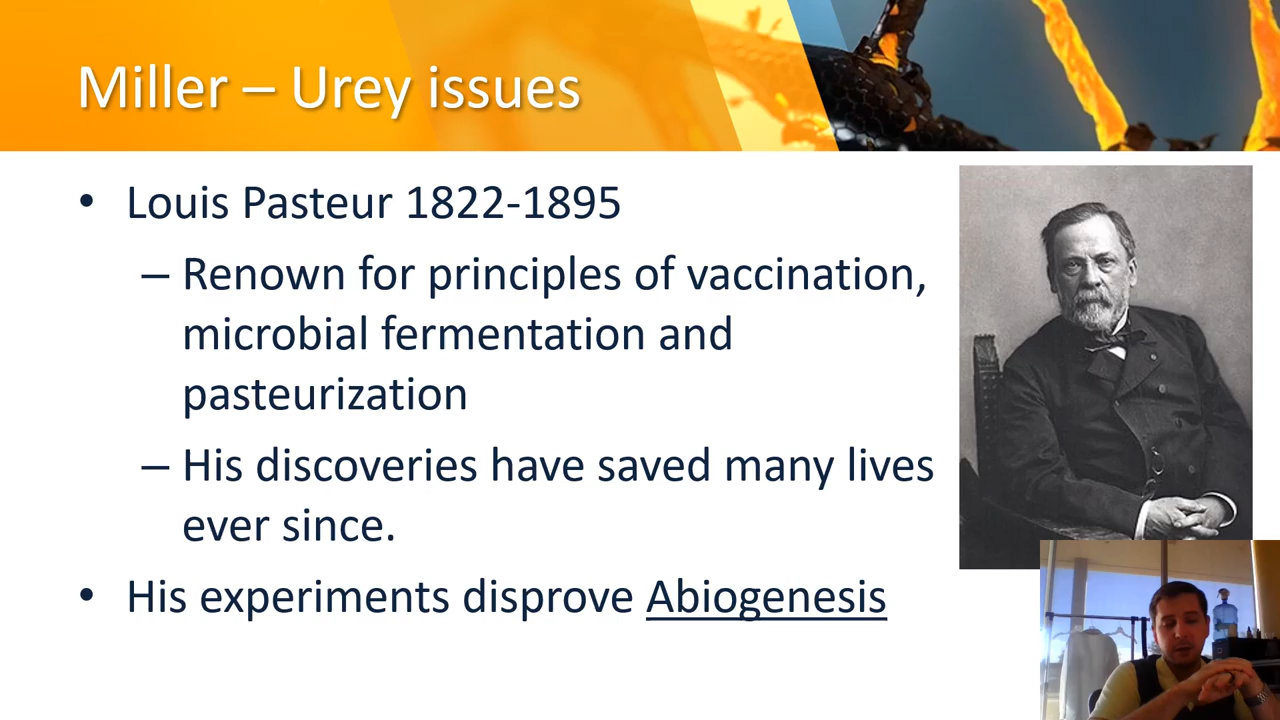 Miller – Urey issues
• Louis Pasteur 1822-1895
– Renown for principles of vaccination,
microbial fermentation and
pasteurization
– His discoveries have saved many lives
ever since.
• His experiments disprove Abiogenesis